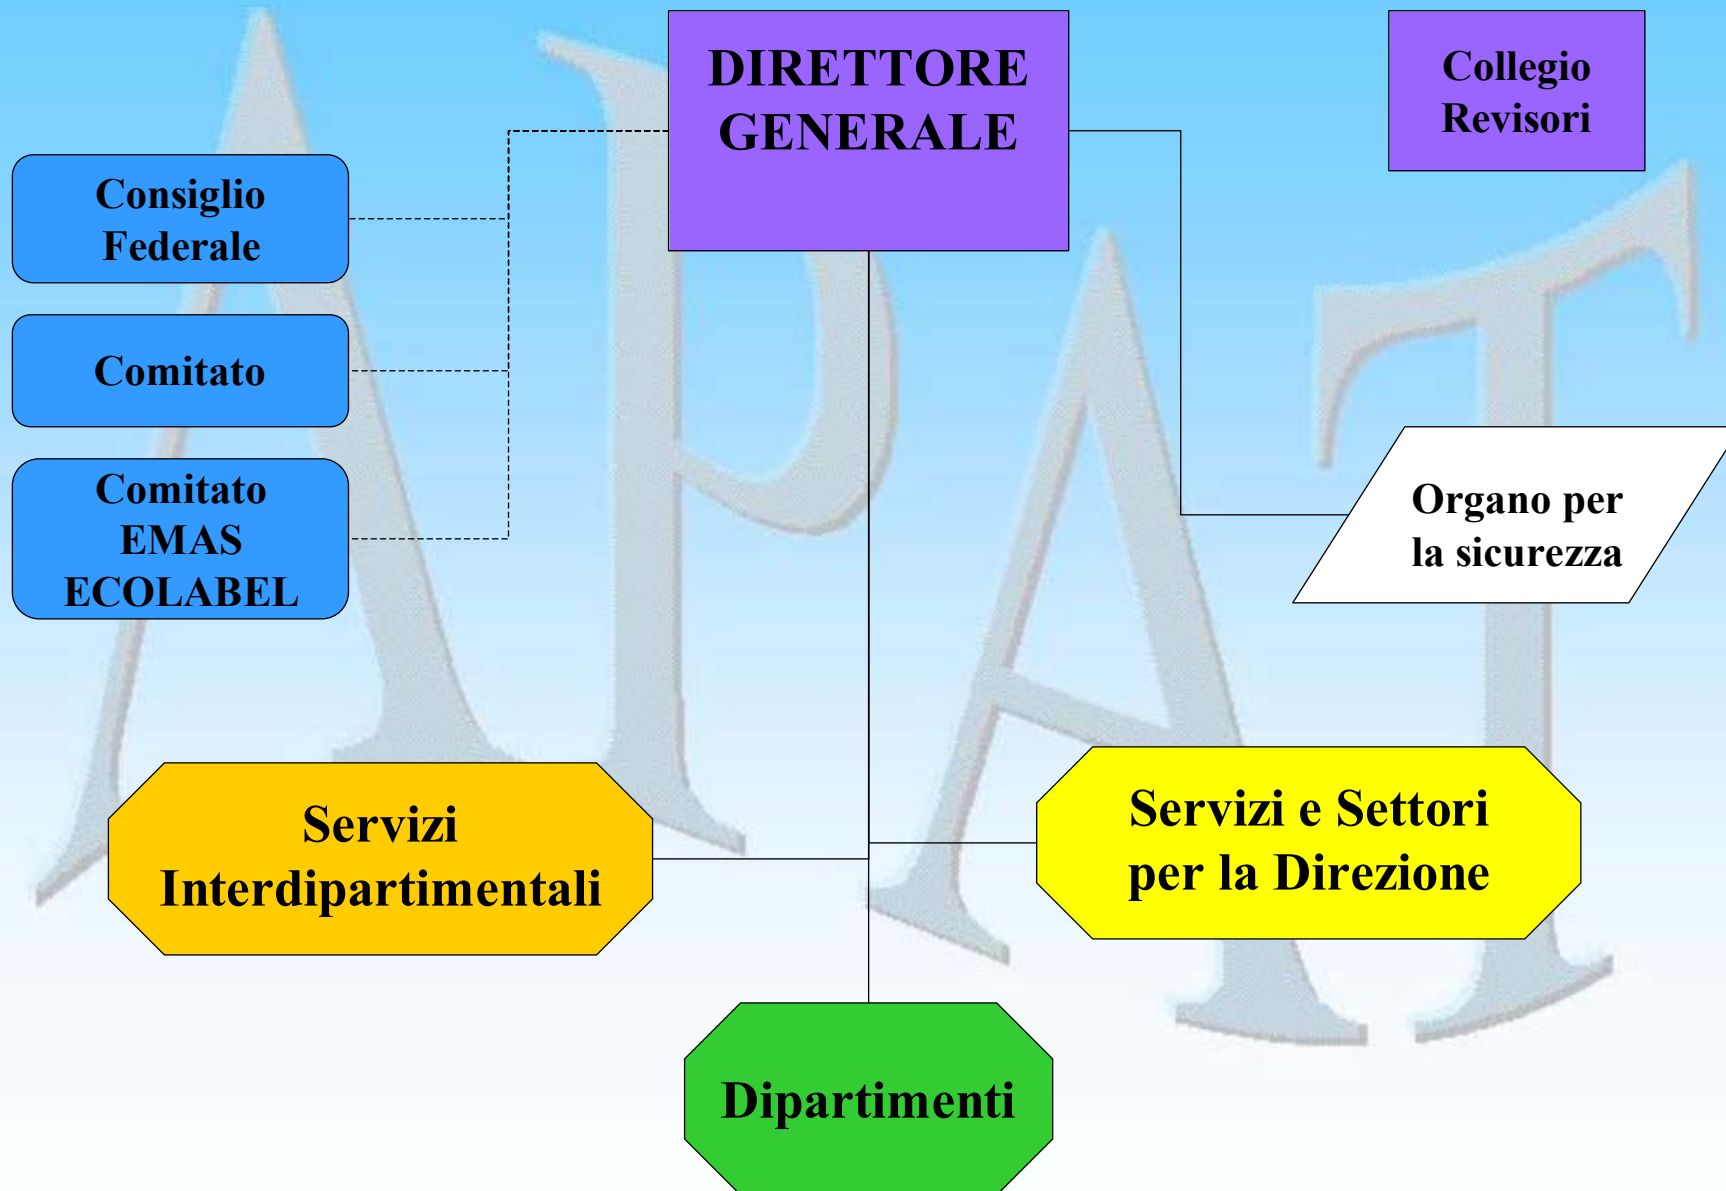 DIRETTORE
GENERALE
Collegio
Revisori
Consiglio
Federale
Comitato
Comitato
EMAS
ECOLABEL
Organo per
la sicurezza
Servizi
Interdipartimentali
Servizi e Settori
per la Direzione
Dipartimenti
APAT